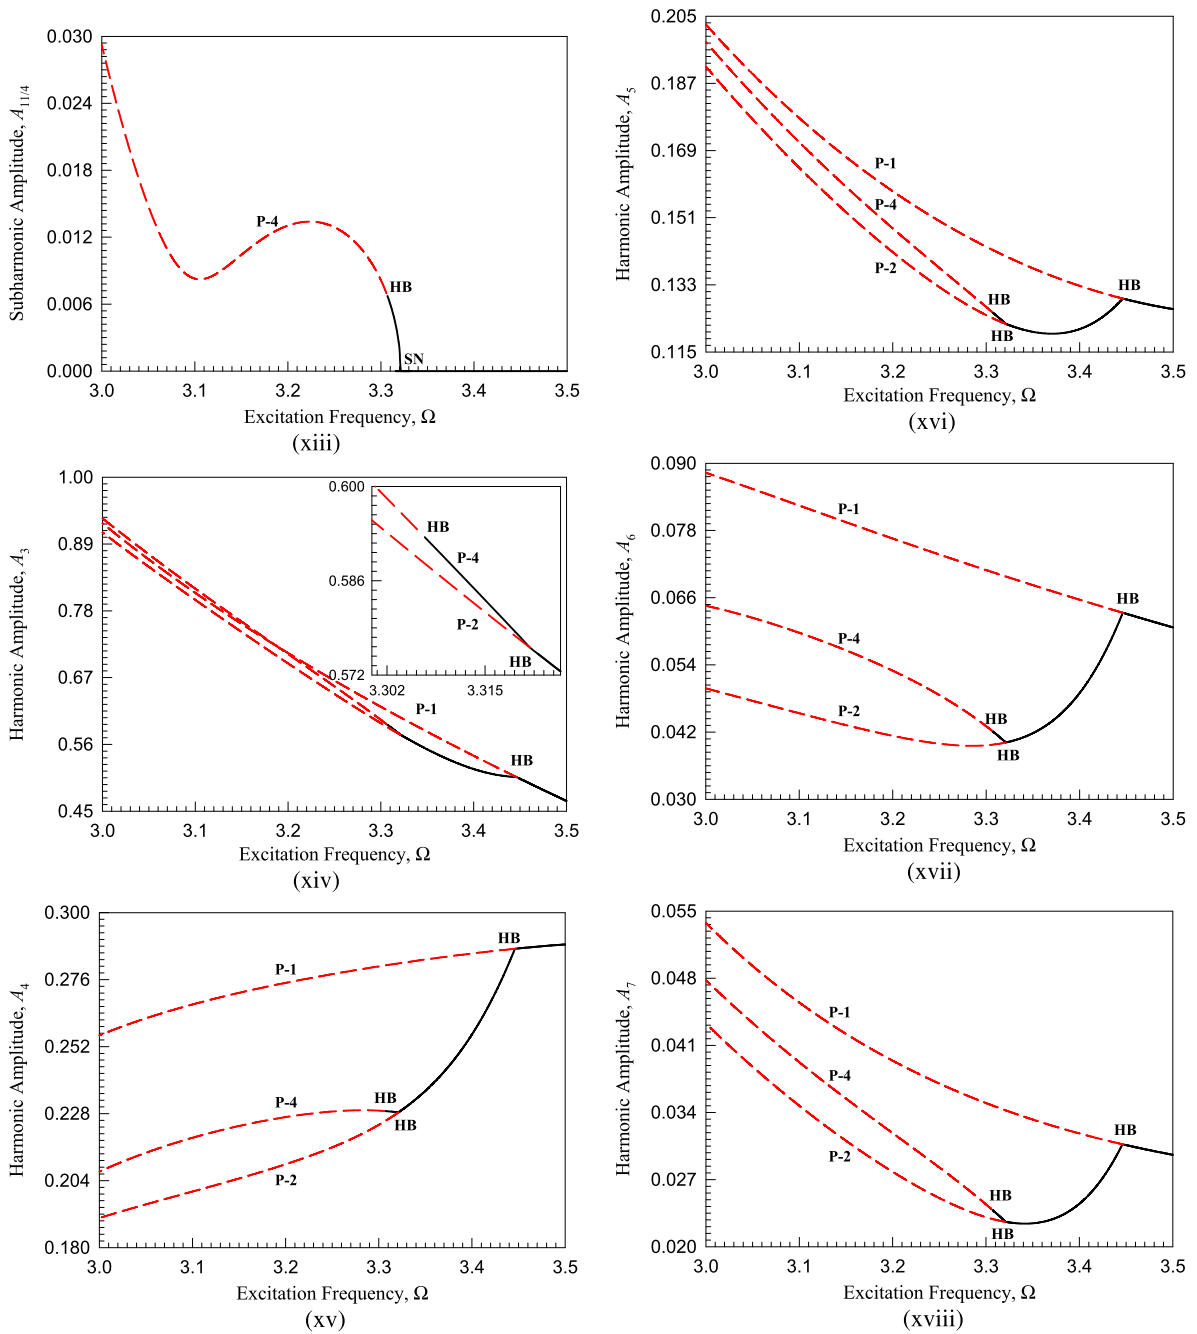 0.030
0.024
0.018
0.012
0.006
0.000
Subharmonic Amplitude, A11/4
P-4
HB
SN
3.0 3.1 3.2 3.3 3.4 3.5
Excitation Frequency, Ω
(xiii)
0.205
0.187
0.169
0.151
0.133
0.115
Harmonic Amplitude, A5
P-1
P-4
P-2
HB
HB
HB
3.0 3.1 3.2 3.3 3.4 3.5
Excitation Frequency, Ω
(xvi)
1.00
0.89
0.78
0.67
0.56
0.45
Harmonic Amplitude, A3
0.600
0.586
0.572
HB
P-4
P-2
HB
3.302 3.315
P-1
HB
3.0 3.1 3.2 3.3 3.4 3.5
Excitation Frequency, Ω
(xiv)
0.090
0.078
0.066
0.054
0.042
0.030
Harmonic Amplitude, A6
P-1
HB
P-4
P-2
HB
HB
3.0 3.1 3.2 3.3 3.4 3.5
Excitation Frequency, Ω
(xvii)
0.300
0.276
0.252
0.228
0.204
0.180
Harmonic Amplitude, A4
HB
P-1
P-4
HB
HB
P-2
3.0 3.1 3.2 3.3 3.4 3.5
Excitation Frequency, Ω
(xv)
0.055
0.048
0.041
0.034
0.027
0.020
Harmonic Amplitude, A7
P-1
P-4
HB
P-2
HB
HB
3.0 3.1 3.2 3.3 3.4 3.5
Excitation Frequency, Ω
(xviii)